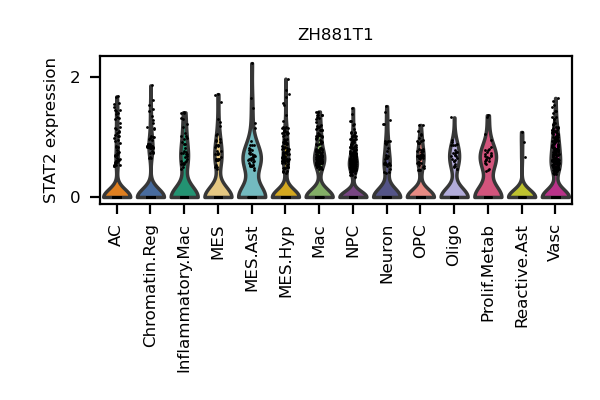 ZH881T1
STAT2 expression
2
0
AC
Chromatin.Reg
Inflammatory.Mac
MES
MES.Ast
MES.Hyp
Mac
NPC
Neuron
OPC
Oligo
Prolif.Metab
Reactive.Ast
Vasc